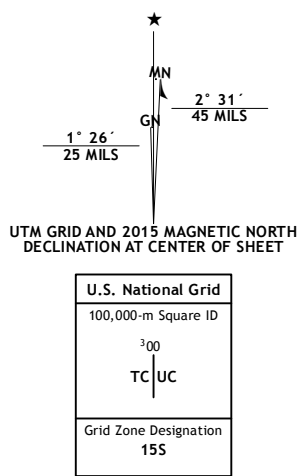 ★
MN
GN
2° 31´
45 MILS
1° 26´
25 MILS
UTM GRID AND 2015 MAGNETIC NORTH
DECLINATION AT CENTER OF SHEET
U.S. National Grid
100,000-m Square ID
³00
TC UC
Grid Zone Designation
15S